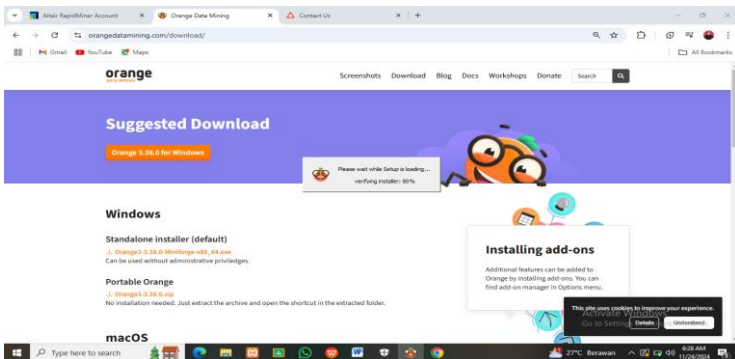 Altair RapidMiner Account
Orange Data Mining
Contact Us
orangedatamining.com/download/
Gmail
YouTube
Maps
All Bookmarks
orange
Screenshots Download Blog Docs Workshops Donate Search
Suggested Download
Orange 3.38.0 for Windows
Please wait while Setup is loading...
verifying installer: 80%
Windows
Standalone installer (default)
Orange3-3.38.0-Miniforge-x86_64.exe
Can be used without administrative priviledges.
Portable Orange
Orange3-3.38.0.zip
No installation needed. Just extract the archive and open the shortcut in the extracted folder.
macOS
Installing add-ons
Additional features can be added to
Orange by installing add-ons. You can
find add-on manager in Options menu.
This site uses cookies to improve your experience.
Activate Windows
Go to Setting
Details
Understand
Type here to search
27°C Berawan
6:28 AM
11/24/2024